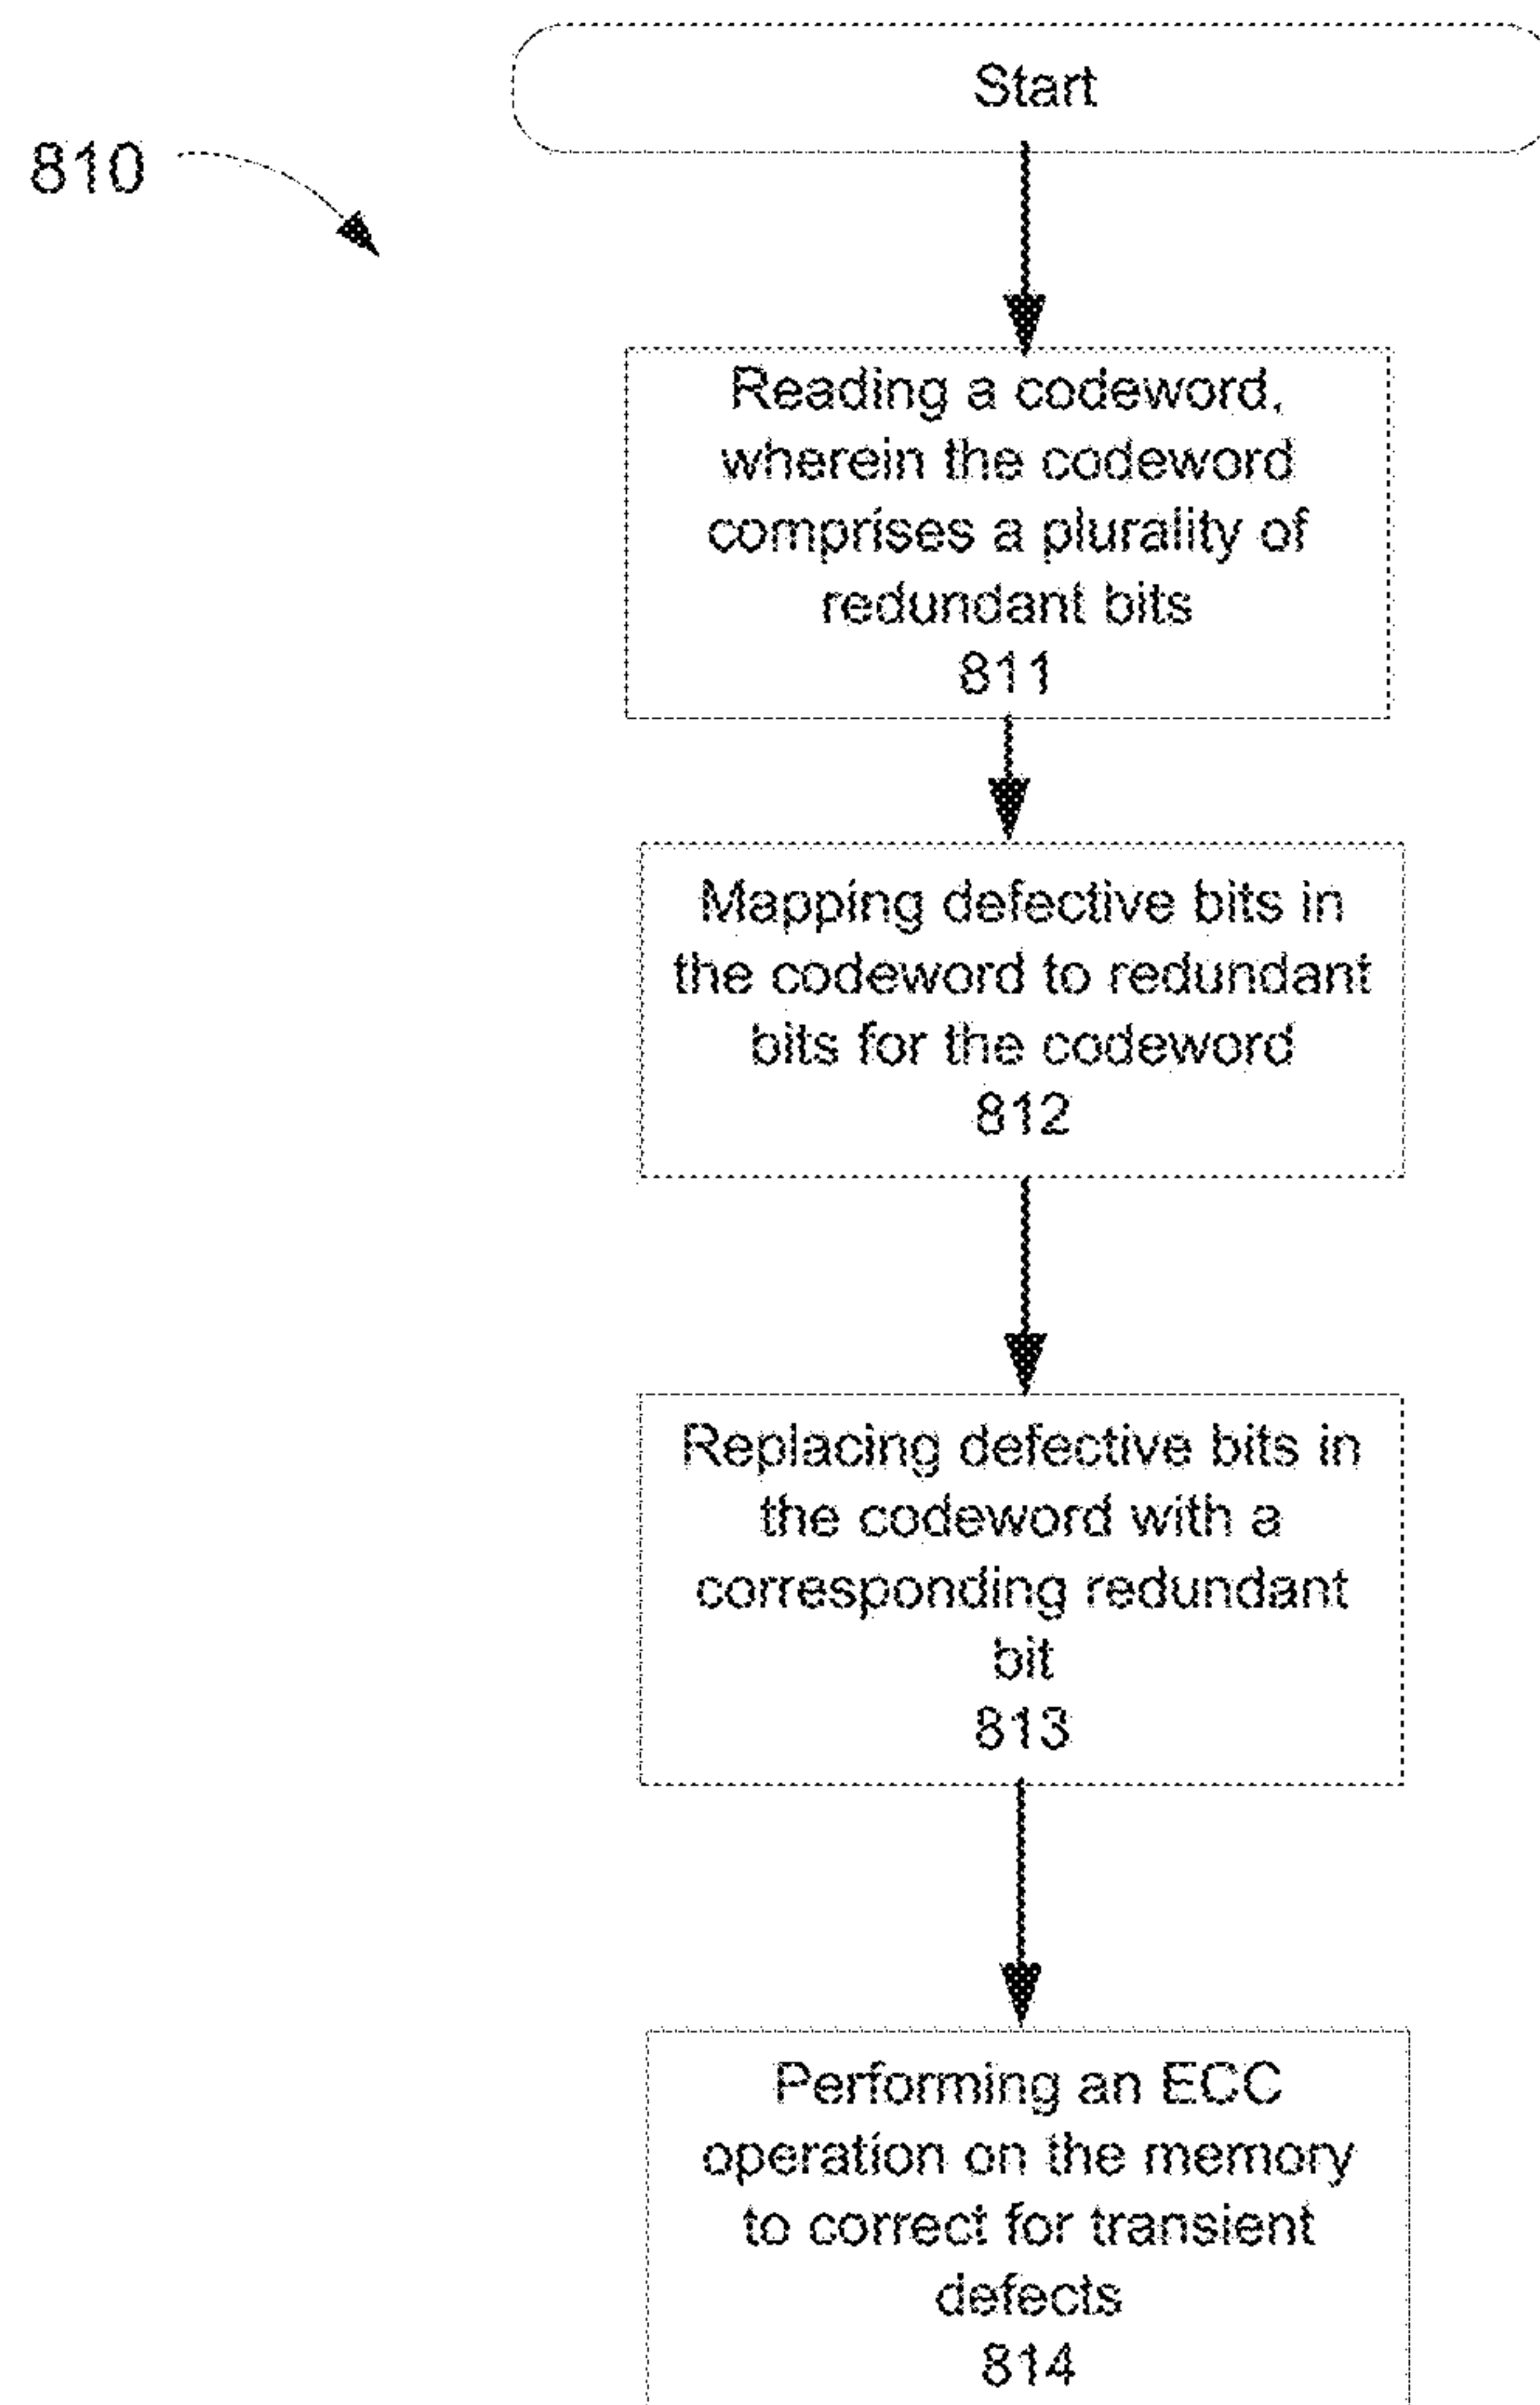 Start
810
Reading a codeword,
wherein the codeword
comprises a plurality of
redundant bits
811
Mapping defective bits in
the codeword to redundant
bits for the codeword
812
Replacing defective bits in
the codeword with a
corresponding redundant
bit
813
Performing an ECC
operation on the memory
to correct for transient
defects
814